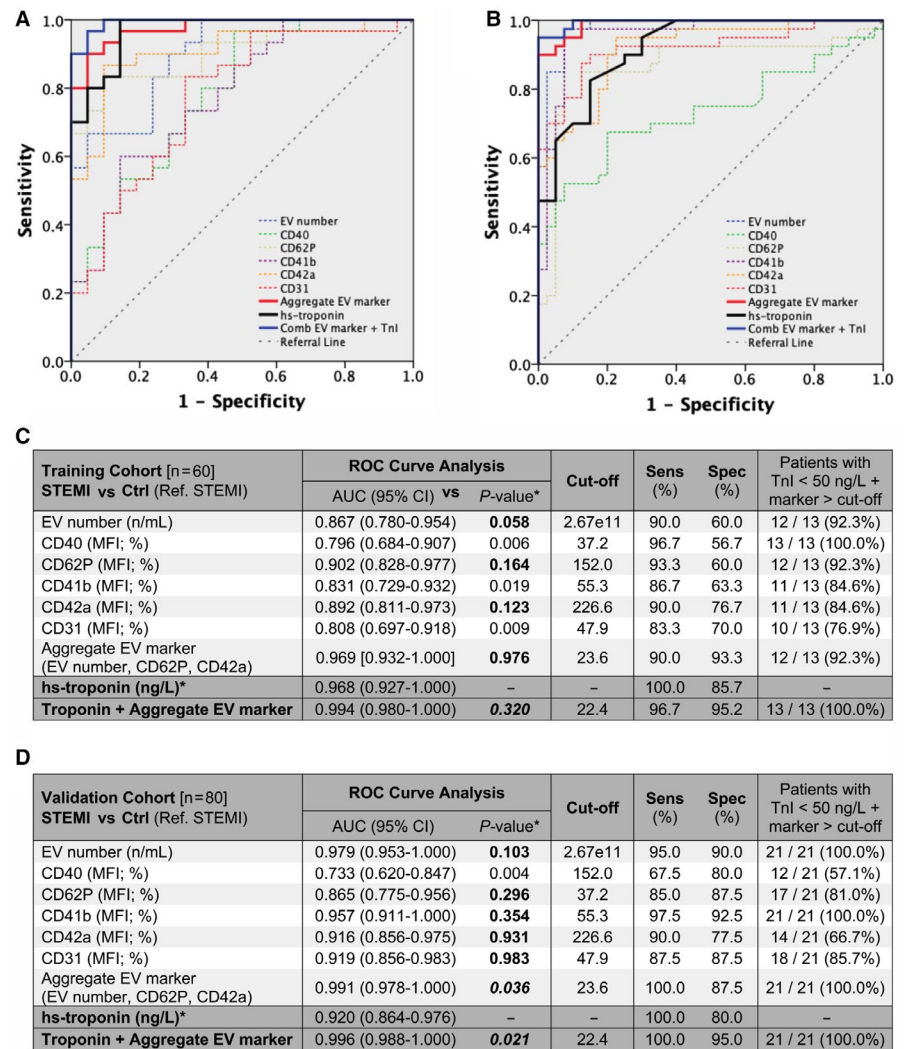 A
1.0
0.8
0.6
0.4
0.2
0.0
Sensitivity
EV number
CD40
CD62P
CD41b
CD42a
CD31
Aggregate EV marker
hs-troponin
Comb EV marker + TnI
Referral Line
0.0 0.2 0.4 0.6 0.8 1.0
1 - Specificity
B
1.0
0.8
0.6
0.4
0.2
0.0
Sensitivity
EV number
CD40
CD62P
CD41b
CD42a
CD31
Aggregate EV marker
hs-troponin
Comb EV marker + TnI
Referral Line
0.0 0.2 0.4 0.6 0.8 1.0
1 - Specificity
C
Training Cohort [n=60]
STEMI vs Ctrl (Ref. STEMI)
ROC Curve Analysis
AUC (95% CI) vs P-value*
Cut-off
Sens
(%)
Spec
(%)
Patients with
TnI < 50 ng/L +
marker > cut-off
EV number (n/mL) 0.867 (0.780-0.954) 0.058 2.67e11 90.0 60.0 12 / 13 (92.3%)
CD40 (MFI; %) 0.796 (0.684-0.907) 0.006 37.2 96.7 56.7 13 / 13 (100.0%)
CD62P (MFI; %) 0.902 (0.828-0.977) 0.164 152.0 93.3 60.0 12 / 13 (92.3%)
CD41b (MFI; %) 0.831 (0.729-0.932) 0.019 55.3 86.7 63.3 11 / 13 (84.6%)
CD42a (MFI; %) 0.892 (0.811-0.973) 0.123 226.6 90.0 76.7 11 / 13 (84.6%)
CD31 (MFI; %) 0.808 (0.697-0.918) 0.009 47.9 83.3 70.0 10 / 13 (76.9%)
Aggregate EV marker
(EV number, CD62P, CD42a) 0.969 [0.932-1.000] 0.976 23.6 90.0 93.3 12 / 13 (92.3%)
hs-troponin (ng/L)* 0.968 (0.927-1.000) – – 100.0 85.7 –
Troponin + Aggregate EV marker 0.994 (0.980-1.000) 0.320 22.4 96.7 95.2 13 / 13 (100.0%)
D
Validation Cohort [n=80]
STEMI vs Ctrl (Ref. STEMI)
ROC Curve Analysis
AUC (95% CI) P-value*
Cut-off
Sens
(%)
Spec
(%)
Patients with
TnI < 50 ng/L +
marker > cut-off
EV number (n/mL) 0.979 (0.953-1.000) 0.103 2.67e11 95.0 90.0 21 / 21 (100.0%)
CD40 (MFI; %) 0.733 (0.620-0.847) 0.004 152.0 67.5 80.0 12 / 21 (57.1%)
CD62P (MFI; %) 0.865 (0.775-0.956) 0.296 37.2 85.0 87.5 17 / 21 (81.0%)
CD41b (MFI; %) 0.957 (0.911-1.000) 0.354 55.3 97.5 92.5 21 / 21 (100.0%)
CD42a (MFI; %) 0.916 (0.856-0.975) 0.931 226.6 90.0 77.5 14 / 21 (66.7%)
CD31 (MFI; %) 0.919 (0.856-0.983) 0.983 47.9 87.5 87.5 18 / 21 (85.7%)
Aggregate EV marker
(EV number, CD62P, CD42a) 0.991 (0.978-1.000) 0.036 23.6 100.0 87.5 21 / 21 (100.0%)
hs-troponin (ng/L)* 0.920 (0.864-0.976) – – 100.0 80.0 –
Troponin + Aggregate EV marker 0.996 (0.988-1.000) 0.021 22.4 100.0 95.0 21 / 21 (100.0%)